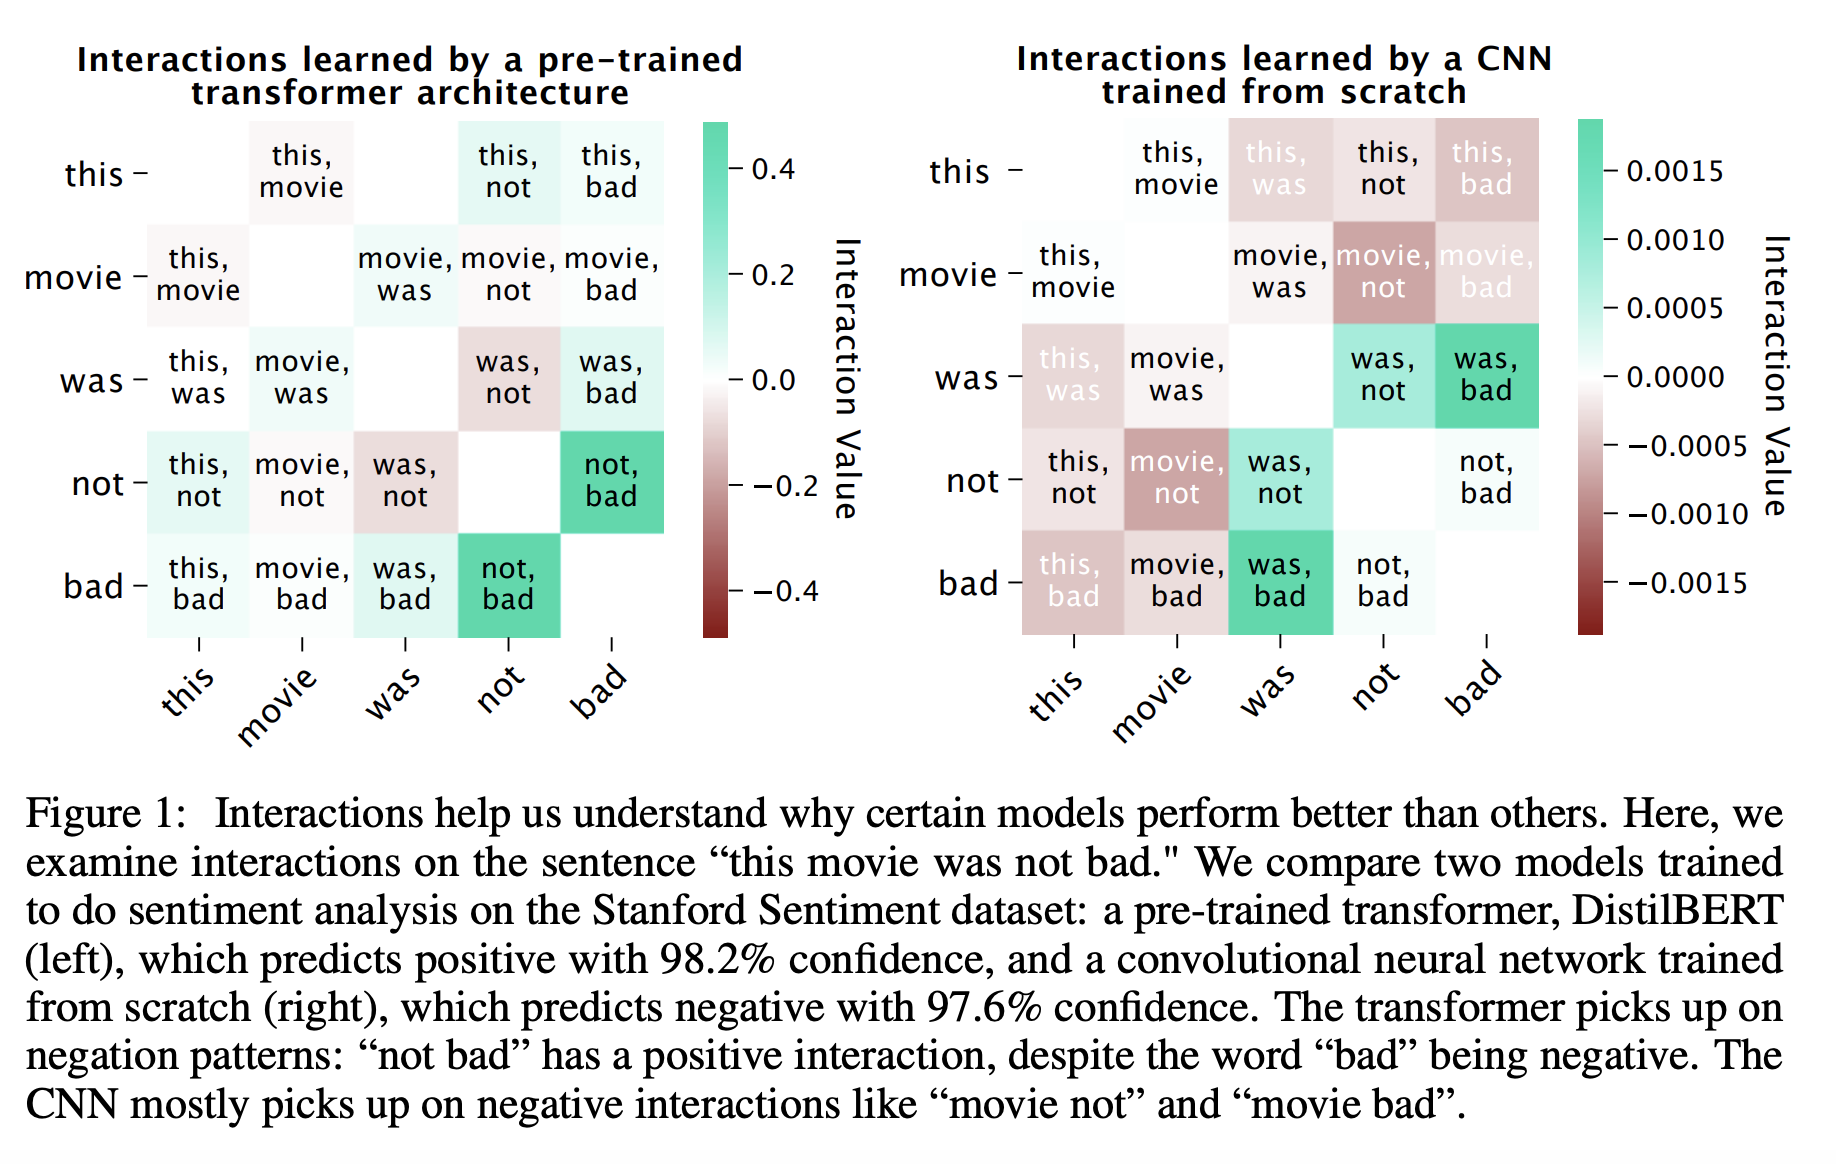 Interactions learned by a pre-trained
transformer architecture
this
this,
movie
this,
not
this,
bad
movie
this,
movie
movie,
was
movie,
not
movie,
bad
was
this,
was
movie,
was
was,
not
was,
bad
not
this,
not
movie,
not
was,
not
not,
bad
bad
this,
bad
movie,
bad
was,
bad
not,
bad
this
movie
was
not
bad
0.4
0.2
0.0
−0.2
−0.4
Interaction Value
Interactions learned by a CNN
trained from scratch
this
this,
movie
this,
was
this,
not
this,
bad
movie
this,
movie
movie,
was
movie,
not
movie,
bad
was
this,
was
movie,
was
was,
not
was,
bad
not
this,
not
movie,
not
was,
not
not,
bad
bad
this,
bad
movie,
bad
was,
bad
not,
bad
this
movie
was
not
bad
0.0015
0.0010
0.0005
0.0000
−0.0005
−0.0010
−0.0015
Interaction Value
Figure 1: Interactions help us understand why certain models perform better than others. Here, we
examine interactions on the sentence “this movie was not bad." We compare two models trained
to do sentiment analysis on the Stanford Sentiment dataset: a pre-trained transformer, DistilBERT
(left), which predicts positive with 98.2% confidence, and a convolutional neural network trained
from scratch (right), which predicts negative with 97.6% confidence. The transformer picks up on
negation patterns: “not bad” has a positive interaction, despite the word “bad” being negative. The
CNN mostly picks up on negative interactions like “movie not” and “movie bad”.